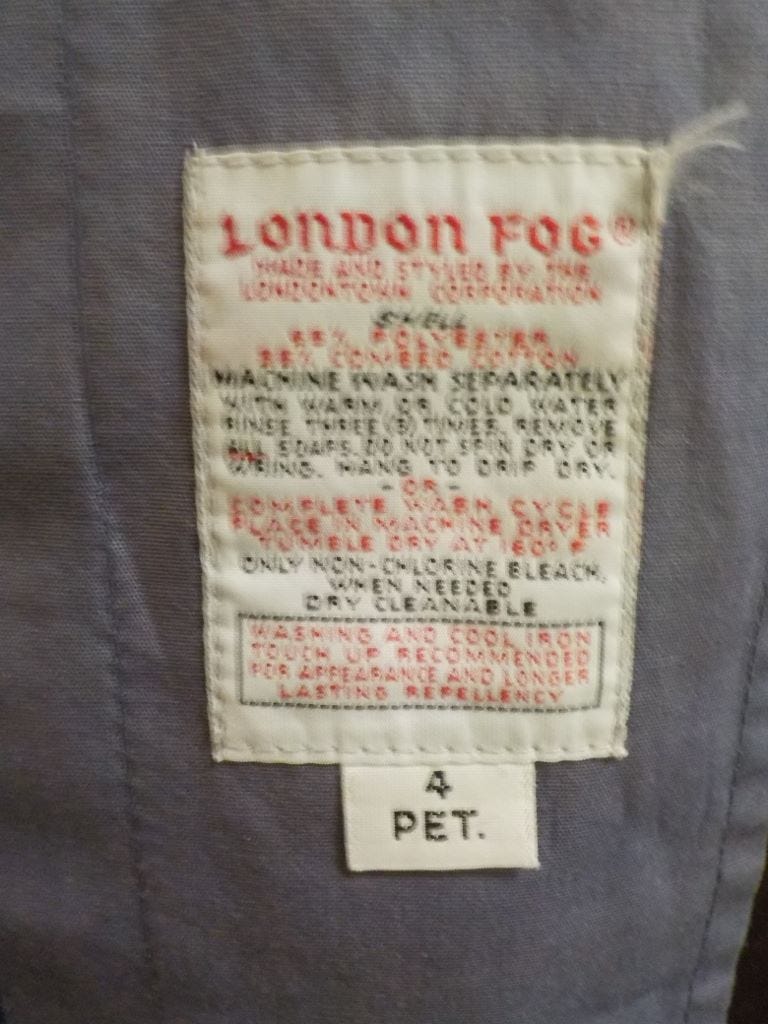 LONDON FOG®
MADE AND STYLED BY THE
LONDONTOWN CORPORATION
SHELL
65% POLYESTER
35% COMBED COTTON
MACHINE WASH SEPARATELY
WITH WARM OR COLD WATER
RINSE THREE (3) TIMES. REMOVE
ALL SOAPS. DO NOT SPIN DRY OR
WRING. HANG TO DRIP DRY.
- OR -
COMPLETE WASH CYCLE
PLACE IN MACHINE DRYER
TUMBLE DRY AT 160° F
ONLY NON-CHLORINE BLEACH,
WHEN NEEDED
DRY CLEANABLE
WASHING AND COOL IRON
TOUCH UP RECOMMENDED
FOR APPEARANCE AND LONGER
LASTING REPELLENCY
4
PET.